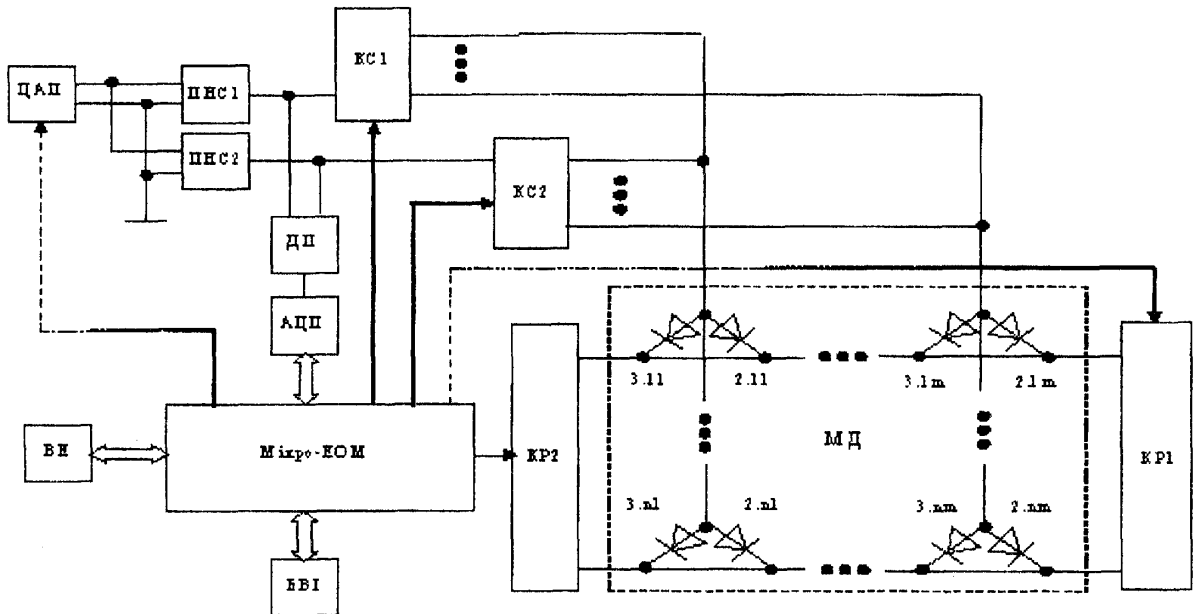 КС1
ЦАП
ПНС1
ПНС2
КС2
ДП
АЦП
3.11
2.11
3.1m
2.1m
МД
ВИ
Мікро-ЕОМ
КР2
КР1
3.n1
2.n1
3.nm
2.nm
БВІ